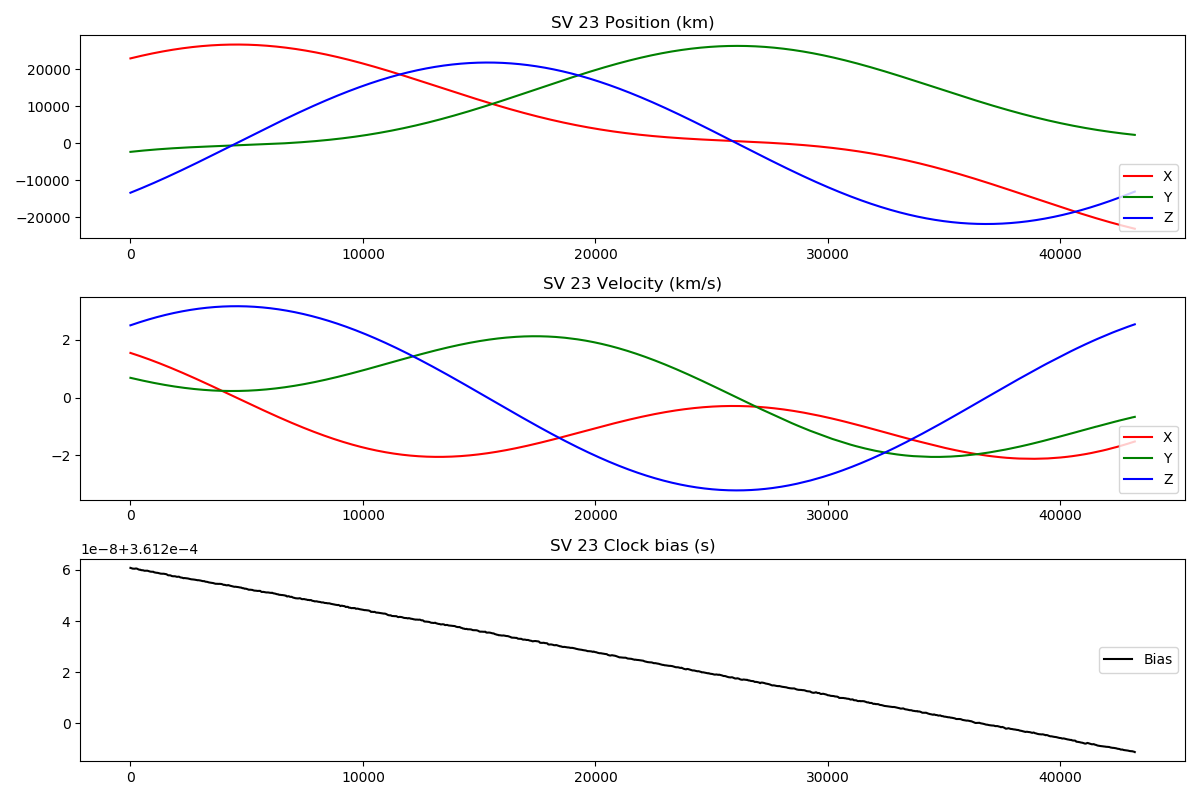 SV 23 Position (km)
20000
10000
0
−10000
−20000
X
Y
Z
0 10000 20000 30000 40000
SV 23 Velocity (km/s)
2
0
−2
X
Y
Z
0 10000 20000 30000 40000
SV 23 Clock bias (s)
1e−8+3.612e−4
6
4
2
0
Bias
0 10000 20000 30000 40000